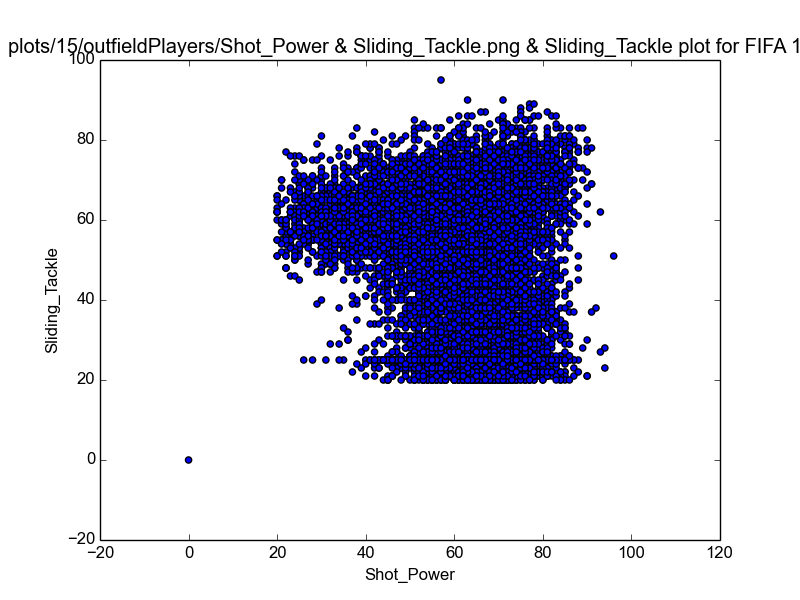 plots/15/outfieldPlayers/Shot_Power & Sliding_Tackle.png & Sliding_Tackle plot for FIFA 1
100
80
60
40
20
0
−20
Sliding_Tackle
−20 0 20 40 60 80 100 120
Shot_Power